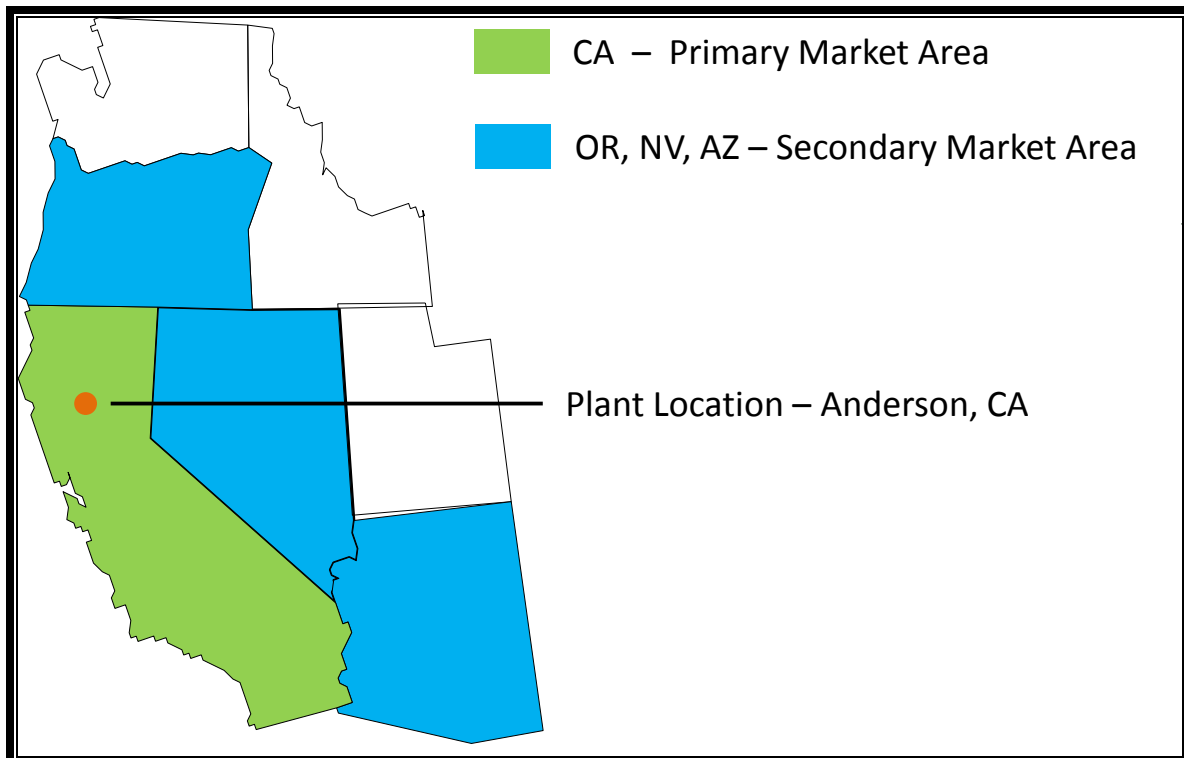 CA – Primary Market Area
OR, NV, AZ – Secondary Market Area
Plant Location – Anderson, CA